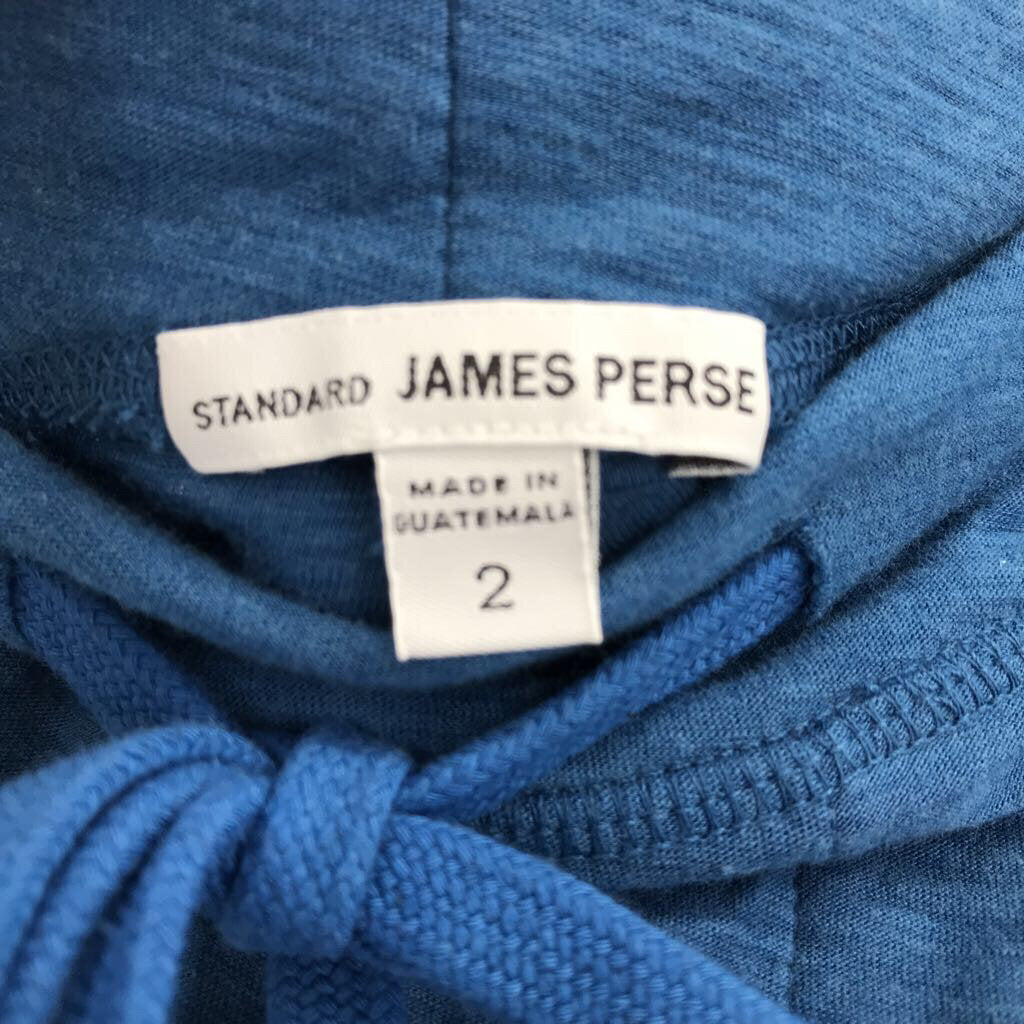 STANDARD JAMES PERSE
MADE IN
GUATEMALA
2